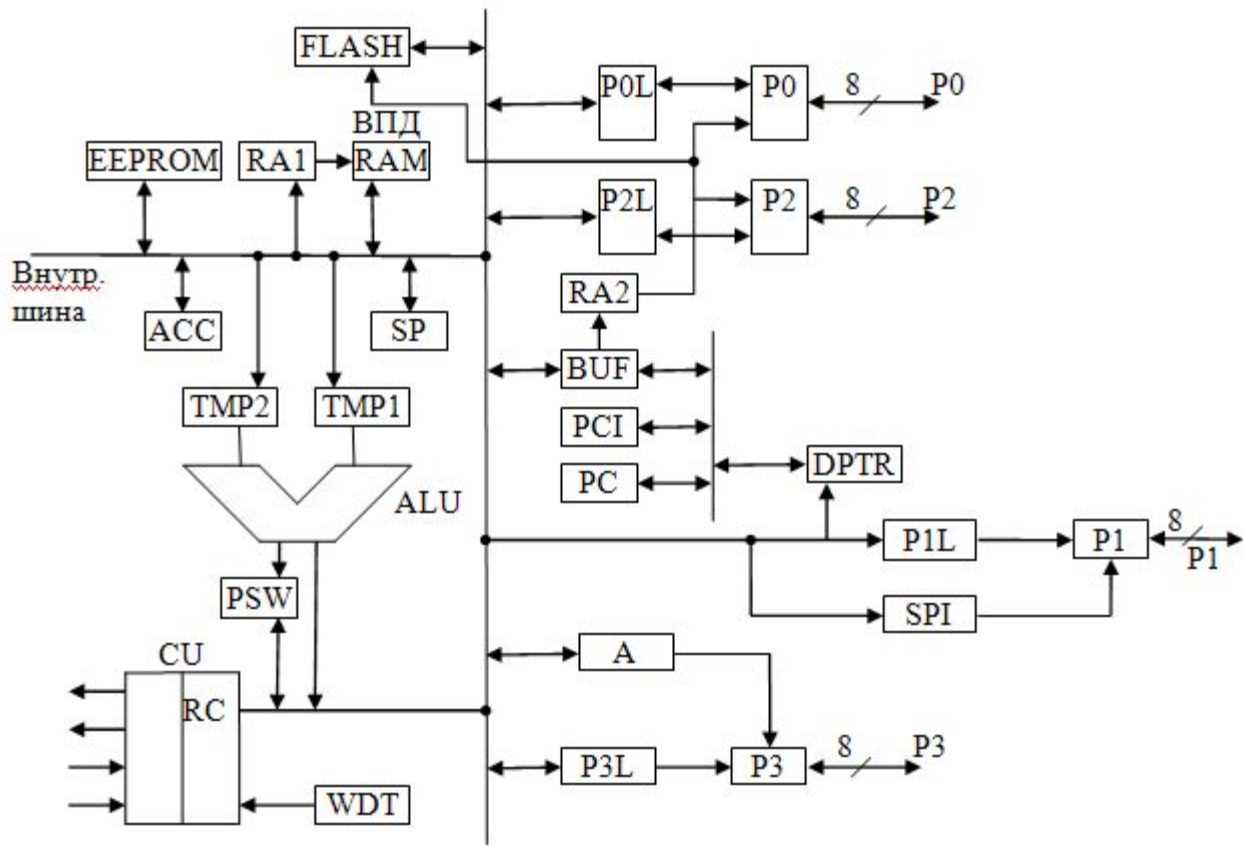 FLASH
P0L
P0
8
P0
ВПД
EEPROM
RA1
RAM
P2L
P2
8
P2
Внутр.
шина
ACC
SP
RA2
BUF
TMP2
TMP1
PCI
PC
DPTR
ALU
P1L
P1
8
P1
PSW
SPI
CU
A
RC
P3L
P3
8
P3
WDT